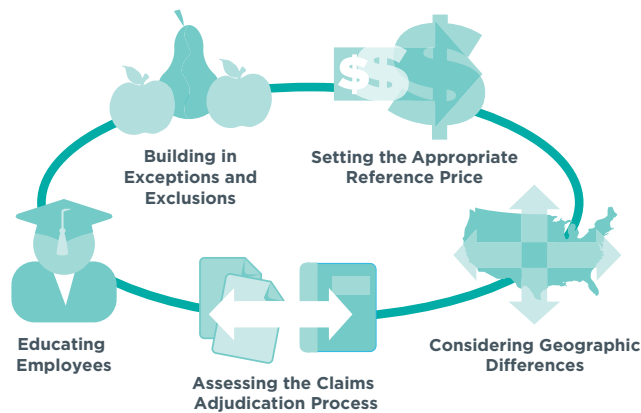 $ $ $
Building in
Exceptions and
Exclusions
Setting the Appropriate
Reference Price
Educating
Employees
Assessing the Claims
Adjudication Process
Considering Geographic
Differences